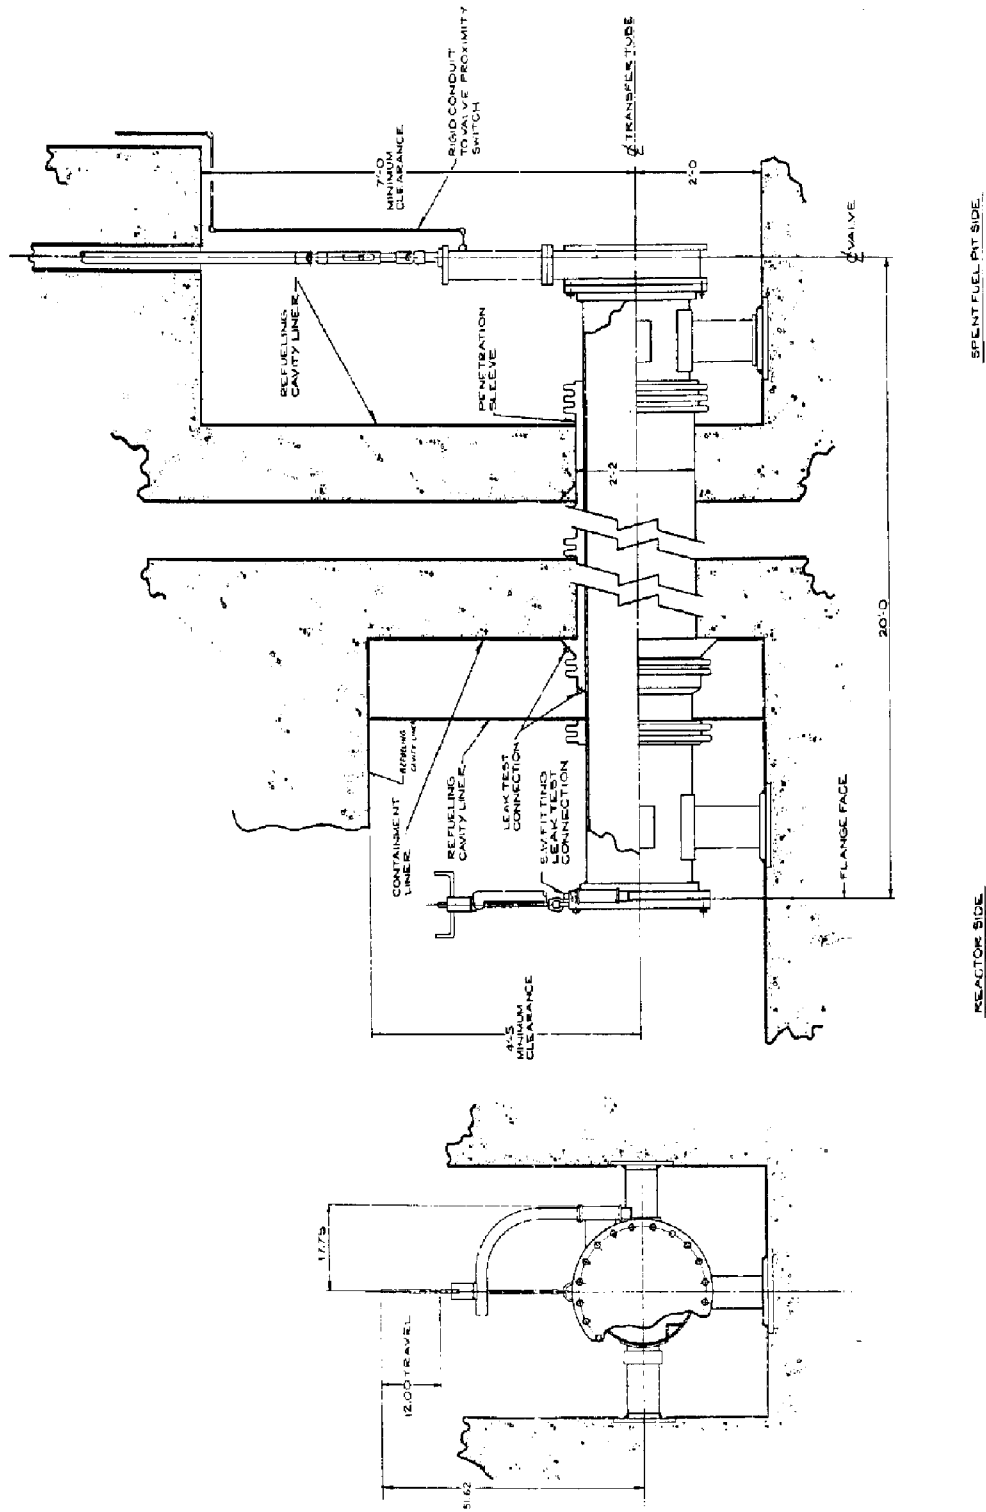 RIGID CONDUIT
TO VALVE PROXIMITY
SWITCH
℄ TRANSFER TUBE
7'-0
MINIMUM
CLEARANCE
2'-0
℄ VALVE
REFUELING
CAVITY LINER
PENETRATION
SLEEVE
2'-2
20'-0
SPENT FUEL PIT SIDE
CONTAINMENT
LINER
REFUELING
CAVITY LINER
REFUELING
CAVITY LINER
LEAK TEST
CONNECTION
S.W. FITTING
LEAK TEST
CONNECTION
FLANGE FACE
4'-5
MINIMUM
CLEARANCE
REACTOR SIDE
17.75
12.00 TRAVEL
51.62